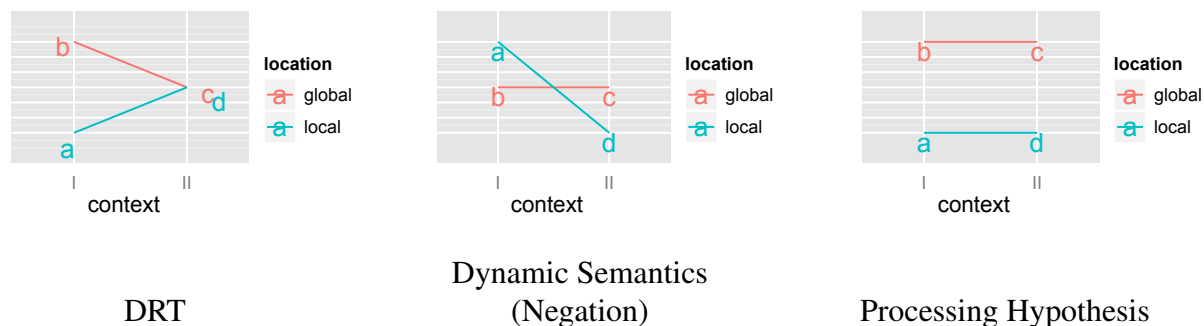 b
a
c
d
I
II
context
location
a global
a local
DRT
a
b
c
d
I
II
context
location
a global
a local
Dynamic Semantics
(Negation)
b
c
a
d
I
II
context
location
a global
a local
Processing Hypothesis